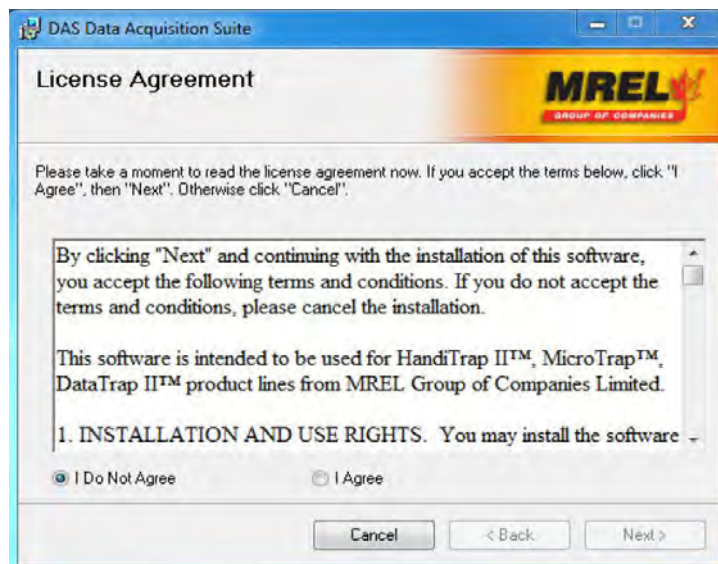 DAS Data Acquisition Suite
License Agreement
MREL
GROUP OF COMPANIES
Please take a moment to read the license agreement now. If you accept the terms below, click "I
Agree", then "Next". Otherwise click "Cancel".
By clicking "Next" and continuing with the installation of this software,
you accept the following terms and conditions. If you do not accept the
terms and conditions, please cancel the installation.
This software is intended to be used for HandiTrap II™, MicroTrap™,
DataTrap II™ product lines from MREL Group of Companies Limited.
1. INSTALLATION AND USE RIGHTS.  You may install the software
I Do Not Agree
I Agree
Cancel
< Back
Next >